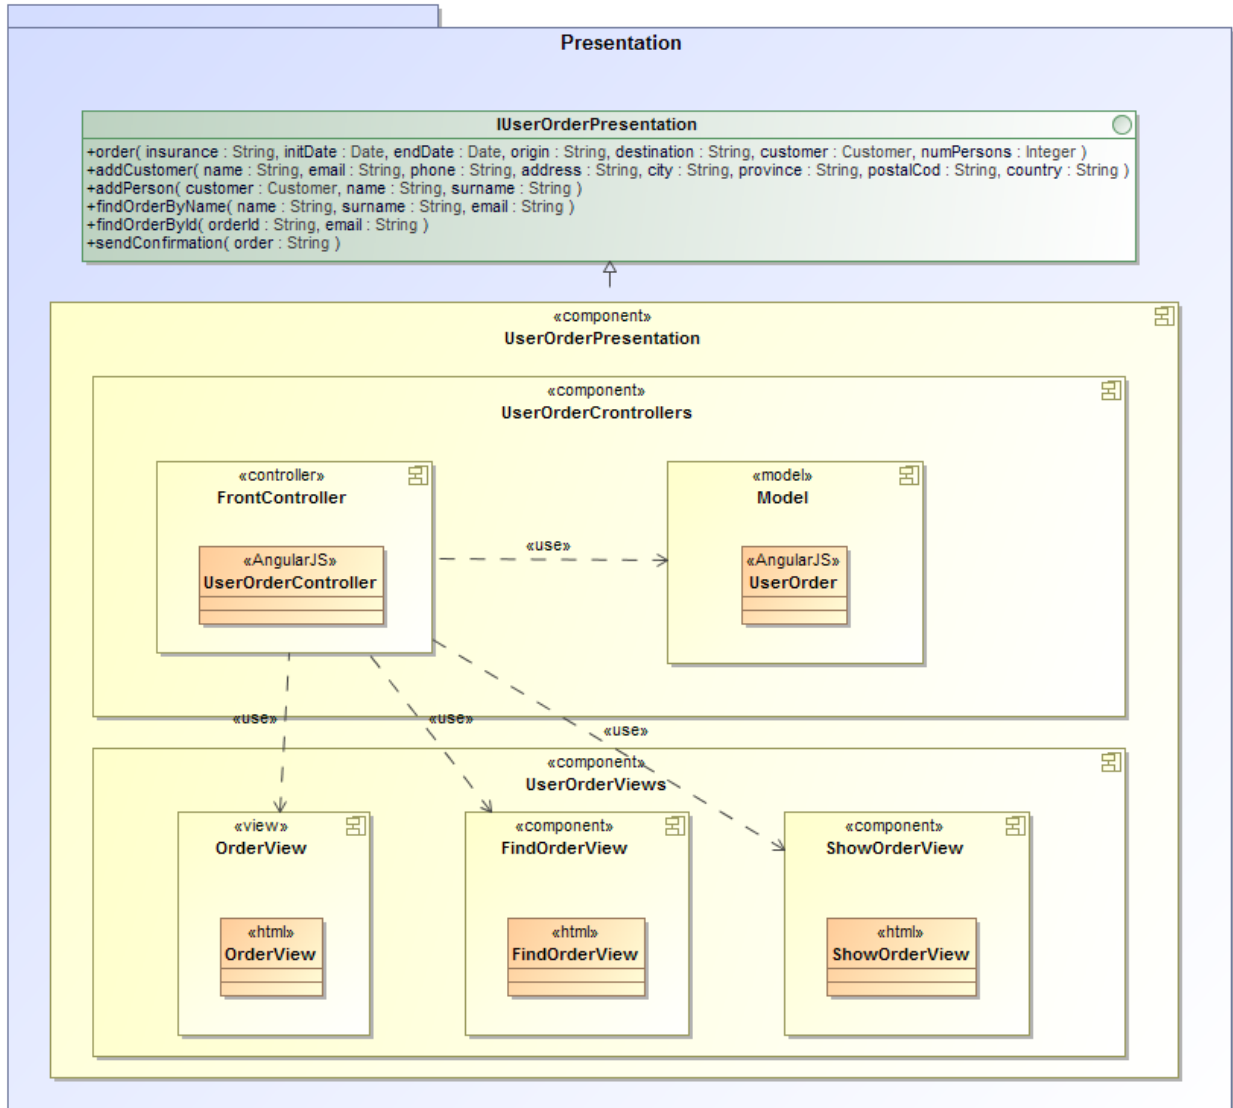 Presentation
IUserOrderPresentation
+order( insurance : String, initDate : Date, endDate : Date, origin : String, destination : String, customer : Customer, numPersons : Integer )
+addCustomer( name : String, email : String, phone : String, address : String, city : String, province : String, postalCod : String, country : String )
+addPerson( customer : Customer, name : String, surname : String )
+findOrderByName( name : String, surname : String, email : String )
+findOrderById( orderId : String, email : String )
+sendConfirmation( order : String )
«component»
UserOrderPresentation
«component»
UserOrderCrontrollers
«controller»
FrontController
«AngularJS»
UserOrderController
«use»
«model»
Model
«AngularJS»
UserOrder
«use»
«use»
«use»
«component»
UserOrderViews
«view»
OrderView
«html»
OrderView
«component»
FindOrderView
«html»
FindOrderView
«component»
ShowOrderView
«html»
ShowOrderView